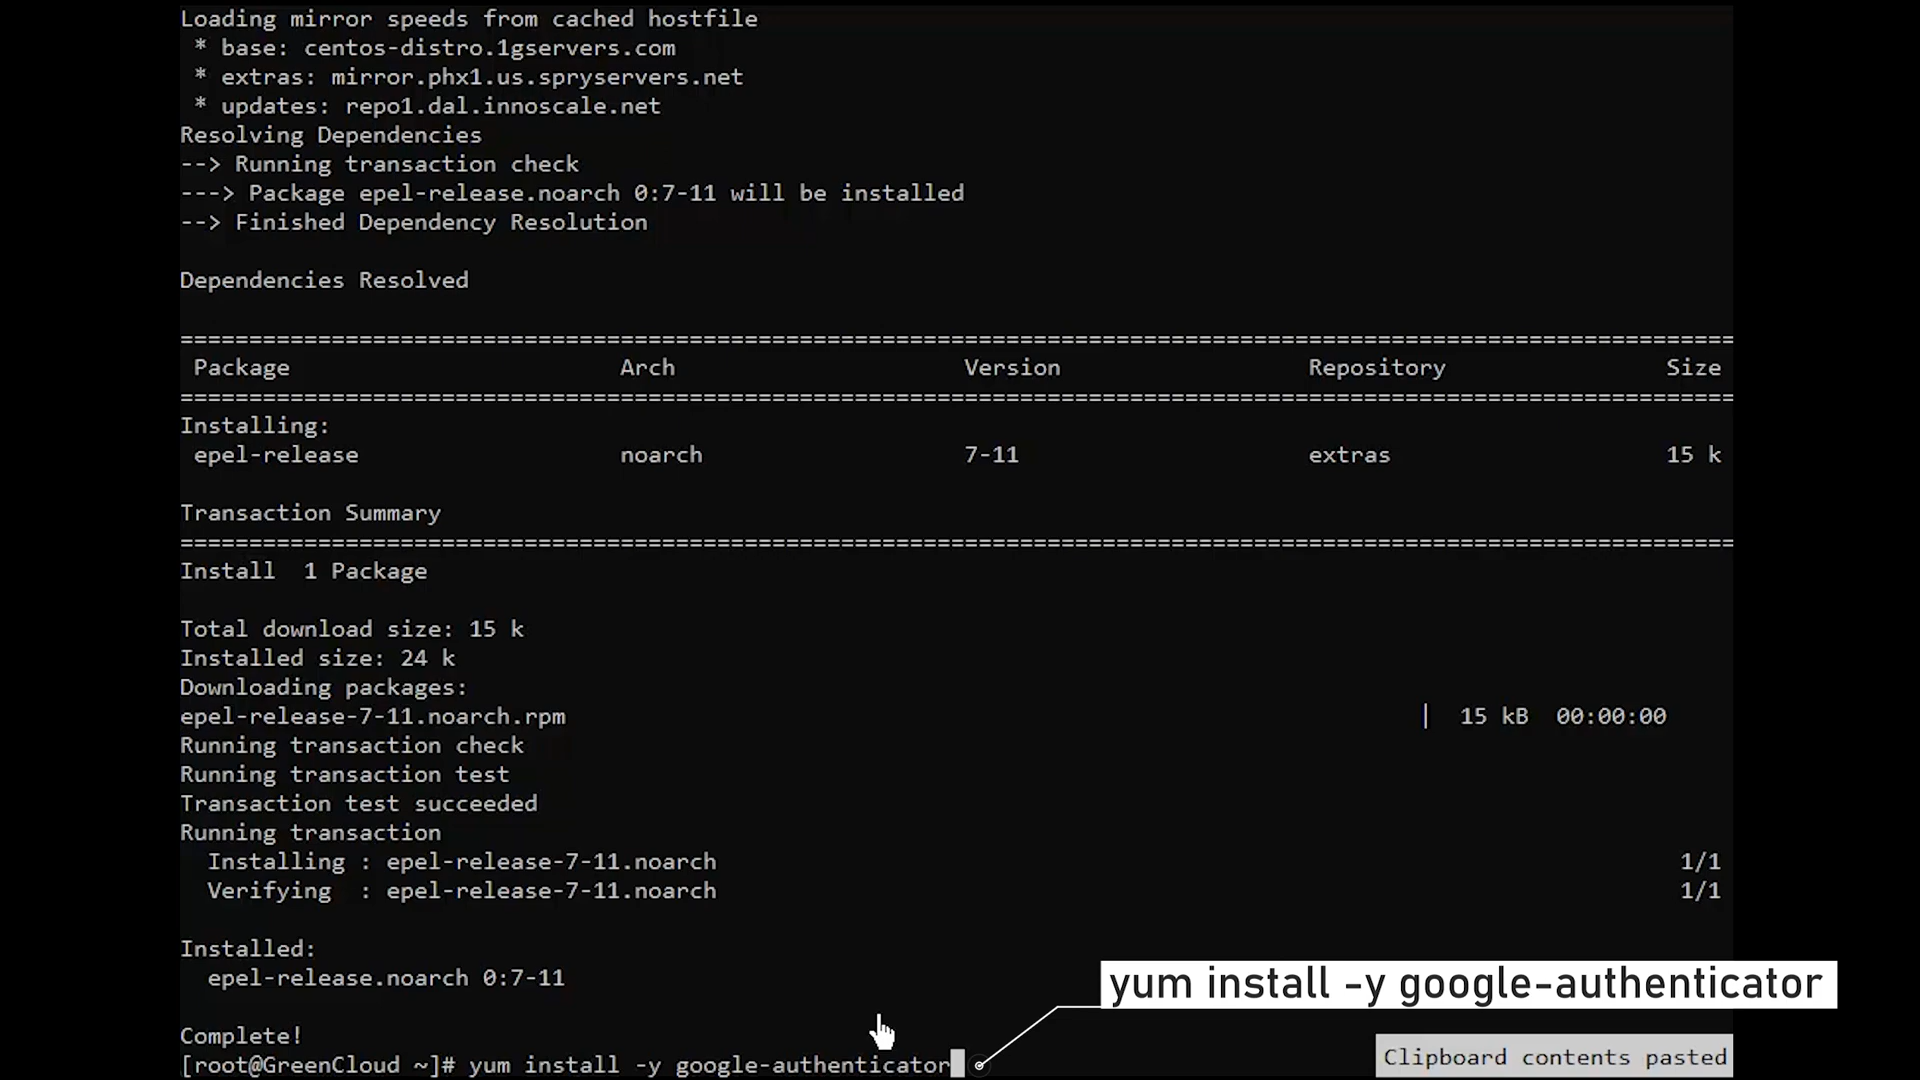 Loading mirror speeds from cached hostfile
 * base: centos-distro.1gservers.com
 * extras: mirror.phx1.us.spryservers.net
 * updates: repo1.dal.innoscale.net
Resolving Dependencies
--> Running transaction check
---> Package epel-release.noarch 0:7-11 will be installed
--> Finished Dependency Resolution
Dependencies Resolved
================================================================================
Package Arch Version Repository Size
================================================================================
Installing:
epel-release noarch 7-11 extras 15 k
Transaction Summary
================================================================================
Install  1 Package
Total download size: 15 k
Installed size: 24 k
Downloading packages:
epel-release-7-11.noarch.rpm | 15 kB 00:00:00
Running transaction check
Running transaction test
Transaction test succeeded
Running transaction
  Installing : epel-release-7-11.noarch 1/1
  Verifying  : epel-release-7-11.noarch 1/1
Installed:
  epel-release.noarch 0:7-11
yum install -y google-authenticator
Complete!
[root@GreenCloud ~]# yum install -y google-authenticator
Clipboard contents pasted